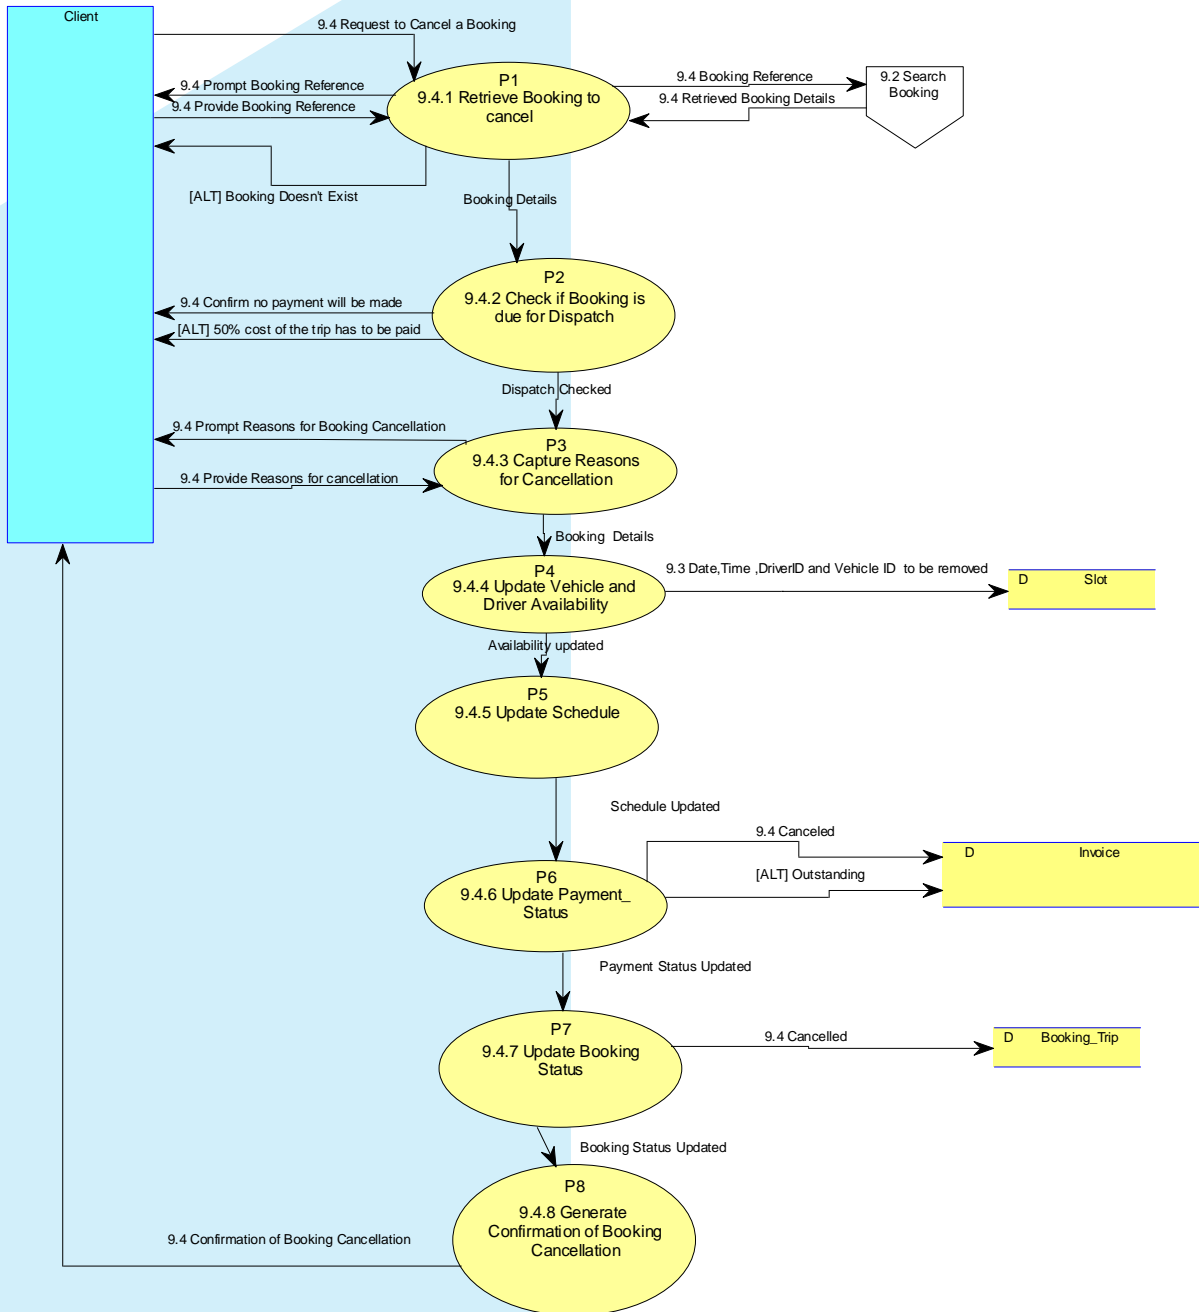 Client
9.4 Request to Cancel a Booking
P1
9.4.1 Retrieve Booking to
cancel
9.4 Prompt Booking Reference
9.4 Provide Booking Reference
9.4 Booking Reference
9.4 Retrieved Booking Details
9.2 Search
Booking
[ALT] Booking Doesn't Exist
Booking Details
P2
9.4.2 Check if Booking is
due for Dispatch
9.4 Confirm no payment will be made
[ALT] 50% cost of the trip has to be paid
Dispatch Checked
9.4 Prompt Reasons for Booking Cancellation
P3
9.4.3 Capture Reasons
for Cancellation
9.4 Provide Reasons for cancellation
Booking Details
P4
9.4.4 Update Vehicle and
Driver Availability
9.3 Date,Time ,DriverID and Vehicle ID to be removed
D Slot
Availability updated
P5
9.4.5 Update Schedule
Schedule Updated
9.4 Canceled
D Invoice
[ALT] Outstanding
P6
9.4.6 Update Payment_
Status
Payment Status Updated
P7
9.4.7 Update Booking
Status
9.4 Cancelled
D Booking_Trip
Booking Status Updated
P8
9.4.8 Generate
Confirmation of Booking
Cancellation
9.4 Confirmation of Booking Cancellation